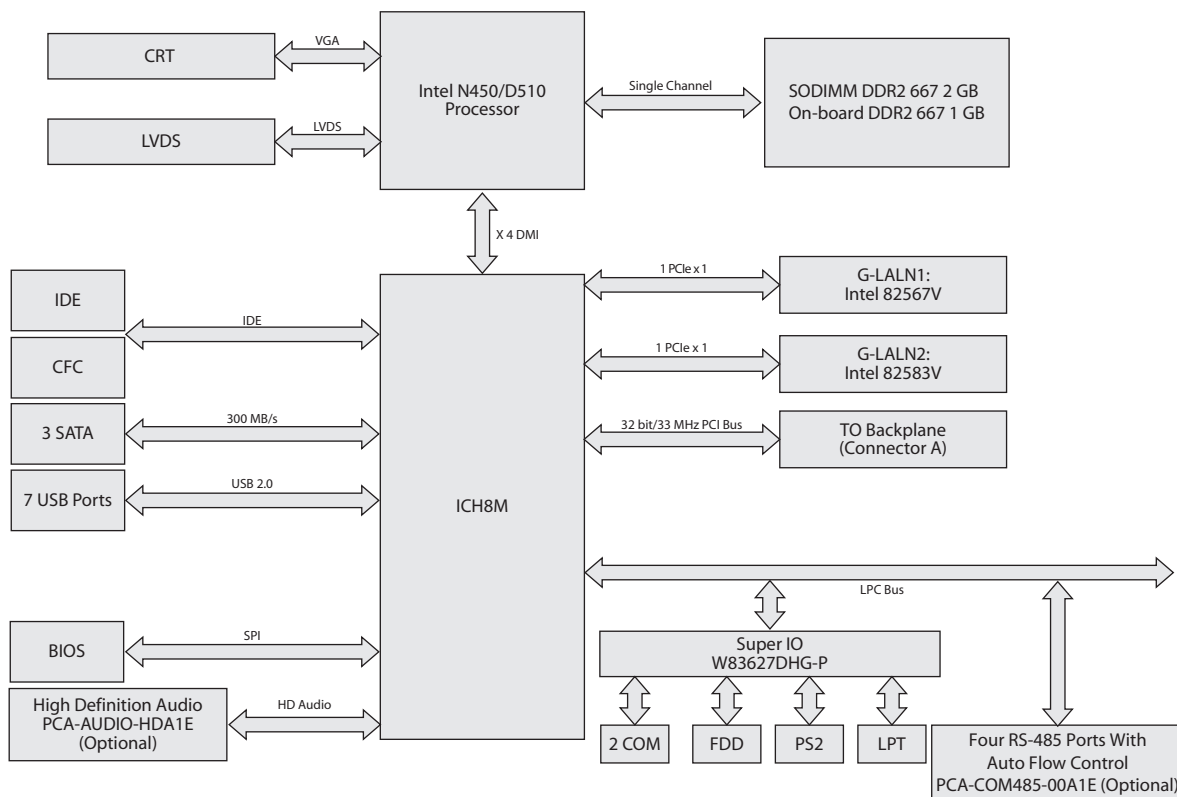 CRT
VGA
Intel N450/D510
Processor
Single Channel
SODIMM DDR2 667 2 GB
On-board DDR2 667 1 GB
LVDS
LVDS
X 4 DMI
IDE
IDE
CFC
3 SATA
300 MB/s
7 USB Ports
USB 2.0
BIOS
SPI
High Definition Audio
PCA-AUDIO-HDA1E
(Optional)
HD Audio
ICH8M
1 PCIe x 1
G-LALN1:
Intel 82567V
1 PCIe x 1
G-LALN2:
Intel 82583V
32 bit/33 MHz PCI Bus
TO Backplane
(Connector A)
LPC Bus
Super IO
W83627DHG-P
2 COM
FDD
PS2
LPT
Four RS-485 Ports With
Auto Flow Control
PCA-COM485-00A1E (Optional)